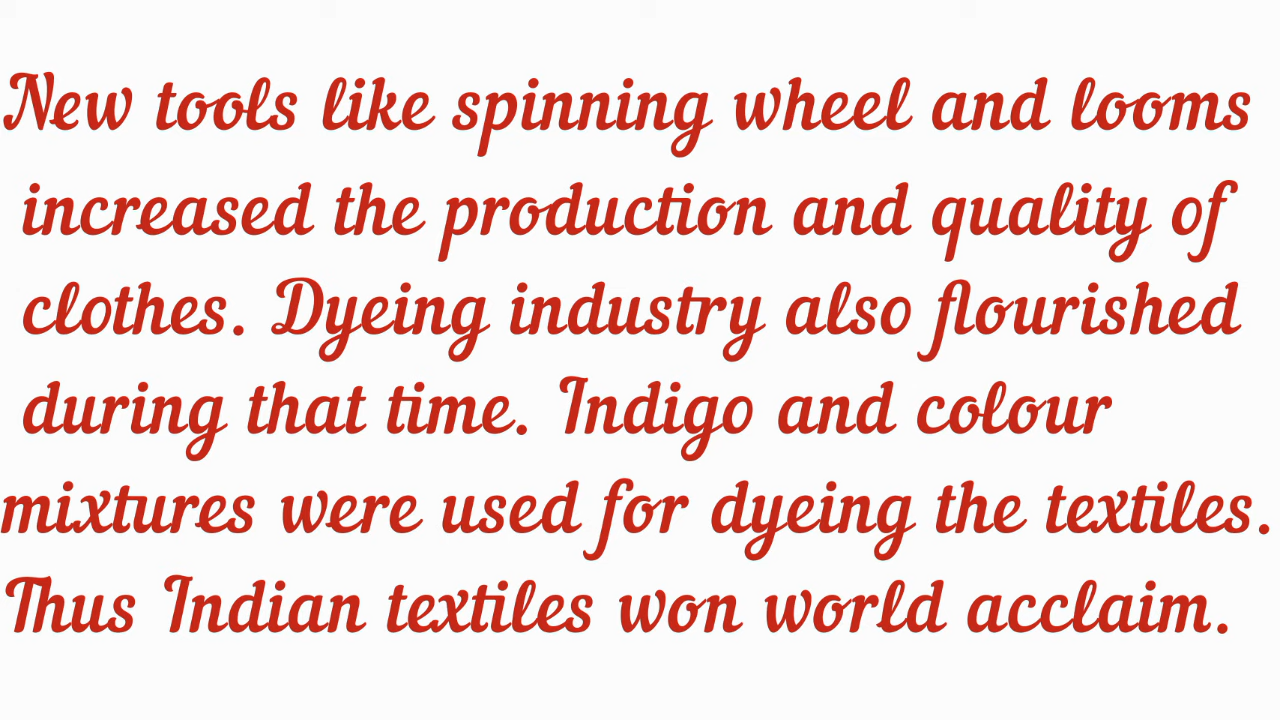 New tools like spinning wheel and looms
increased the production and quality of
clothes. Dyeing industry also flourished
during that time. Indigo and colour
mixtures were used for dyeing the textiles.
Thus Indian textiles won world acclaim.